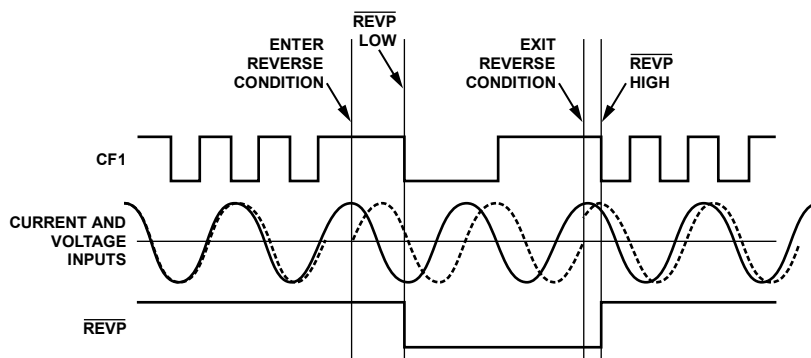 REVP
LOW
ENTER
REVERSE
CONDITION
EXIT
REVERSE
CONDITION
REVP
HIGH
CF1
CURRENT AND
VOLTAGE
INPUTS
REVP